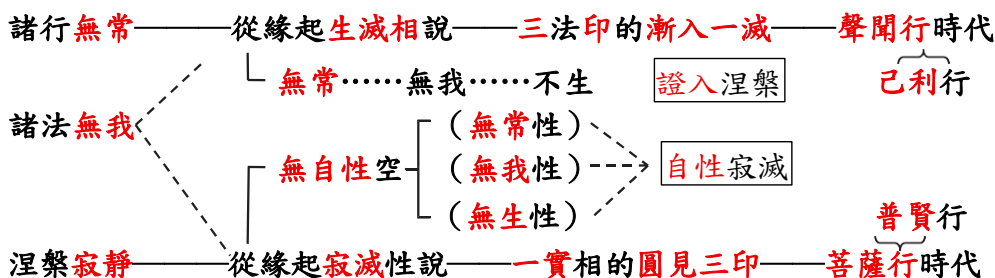 諸行無常———從緣起生滅相說——三法印的漸入一滅——聲聞行時代
無常……無我……不生
證入涅槃
己利行
諸法無我
無自性空
（無常性）
（無我性）
（無生性）
自性寂滅
普賢行
涅槃寂靜———從緣起寂滅性說——一實相的圓見三印——菩薩行時代